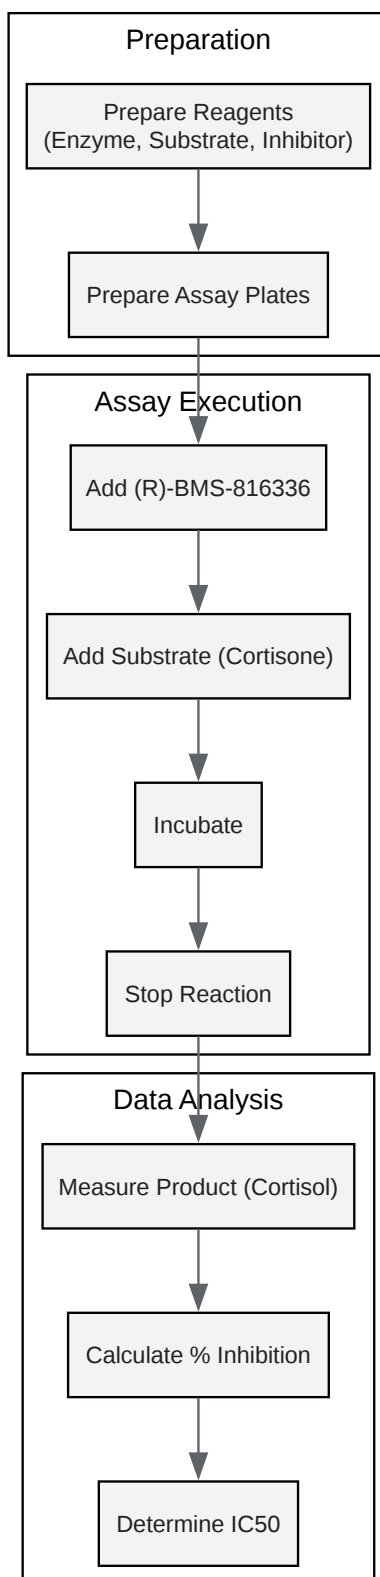 Preparation
Prepare Reagents
(Enzyme, Substrate, Inhibitor)
Prepare Assay Plates
Assay Execution
Add (R)-BMS-816336
Add Substrate (Cortisone)
Incubate
Stop Reaction
Data Analysis
Measure Product (Cortisol)
Calculate % Inhibition
Determine IC50